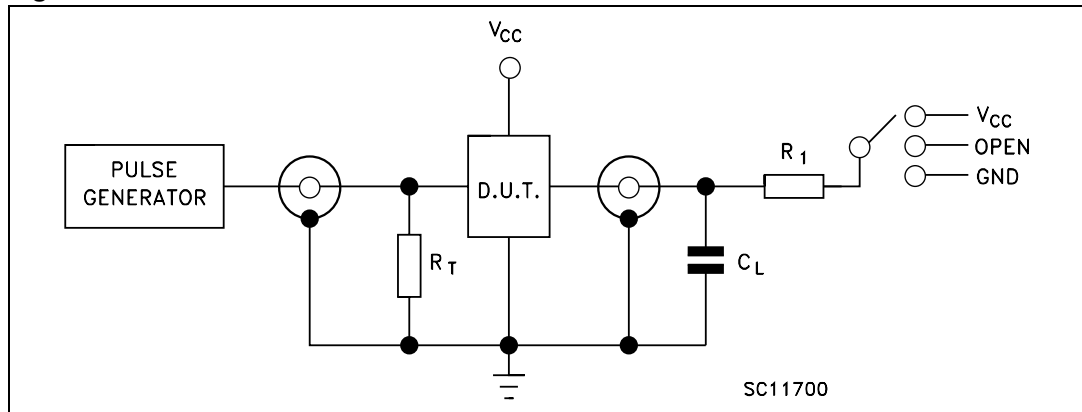 VCC
PULSE
GENERATOR
D.U.T.
RT
CL
R1
VCC
OPEN
GND
SC11700